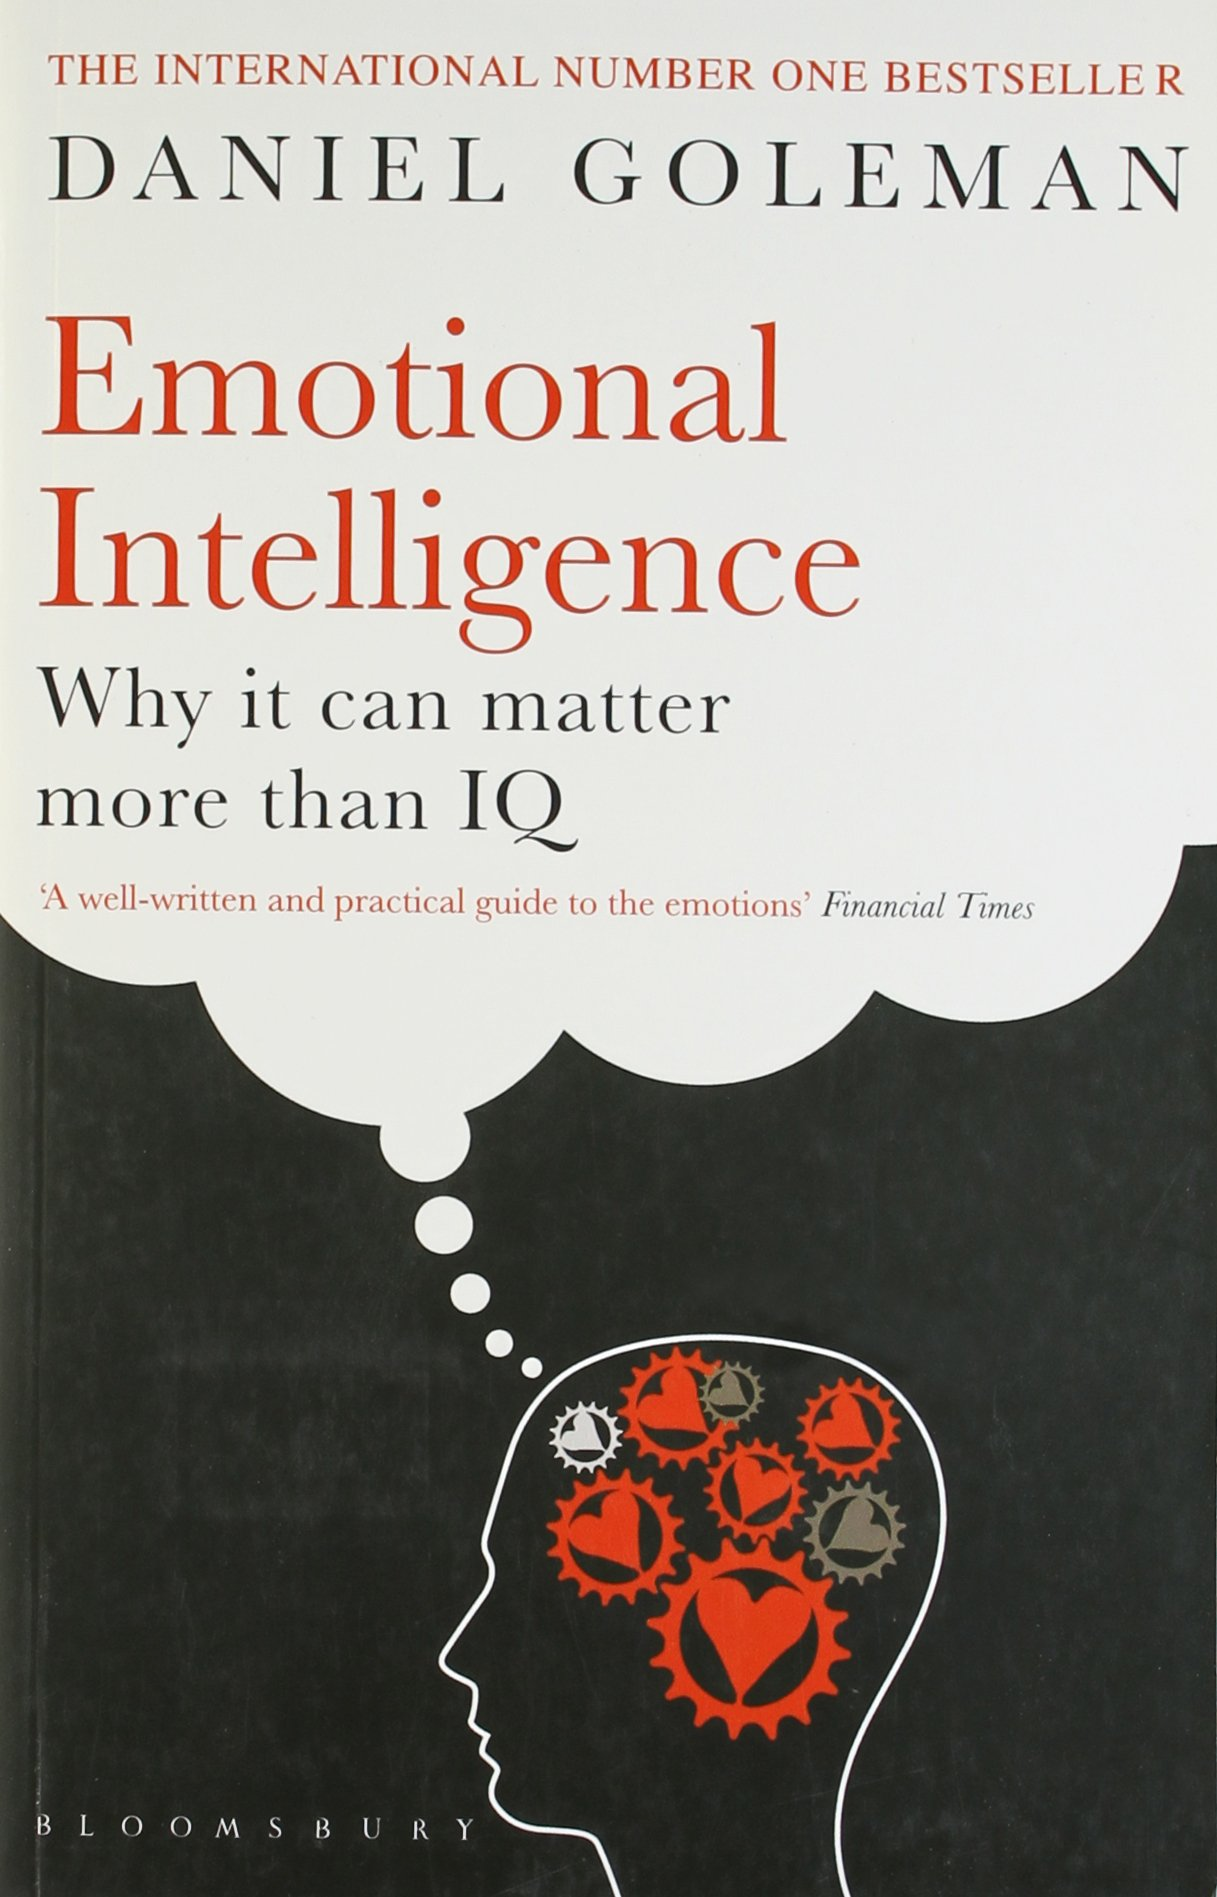 THE INTERNATIONAL NUMBER ONE BESTSELLER
DANIEL GOLEMAN
Emotional
Intelligence
Why it can matter
more than IQ
‘A well-written and practical guide to the emotions’ Financial Times
BLOOMSBURY